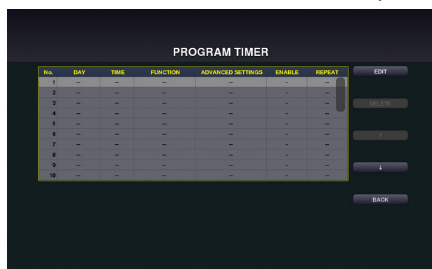 PROGRAM TIMER
No. DAY TIME FUNCTION ADVANCED SETTINGS ENABLE REPEAT EDIT
1 -- -- -- -- - --
2 -- -- -- -- - --
3 -- -- -- -- - -- DELETE
4 -- -- -- -- - --
5 -- -- -- -- - --
6 -- -- -- -- - -- ↑
7 -- -- -- -- - --
8 -- -- -- -- - --
9 -- -- -- -- - -- ↓
10 -- -- -- -- - --
BACK